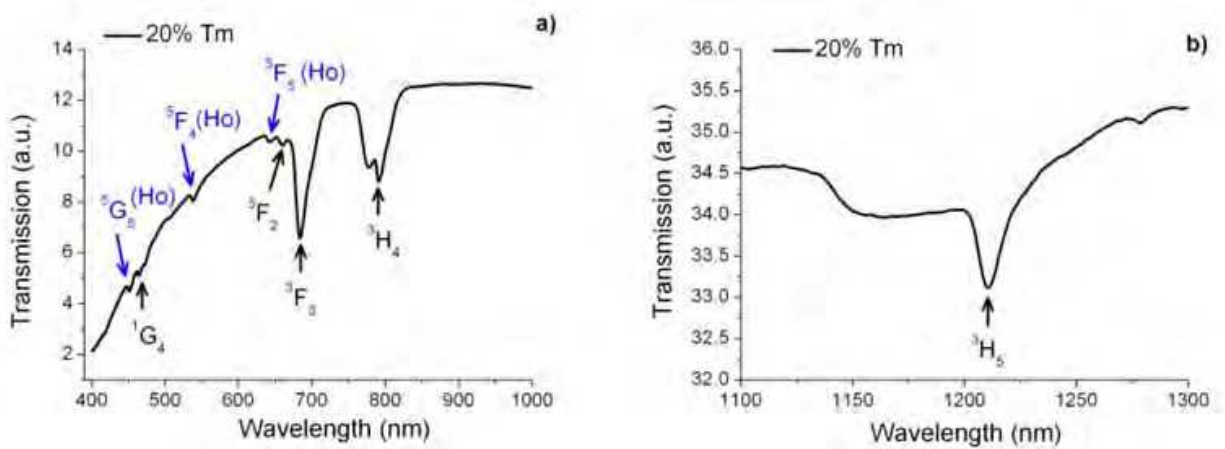 20% Tm
a)
14
12
10
8
6
4
2
⁵F₅ (Ho)
⁵F₄(Ho)
⁵G₆(Ho)
¹G₄
⁵F₂
³F₃
³H₄
400 500 600 700 800 900 1000
Wavelength (nm)
Transmission (a.u.)
20% Tm
b)
36.0
35.5
35.0
34.5
34.0
33.5
33.0
32.5
32.0
³H₅
1100 1150 1200 1250 1300
Wavelength (nm)
Transmission (a.u.)